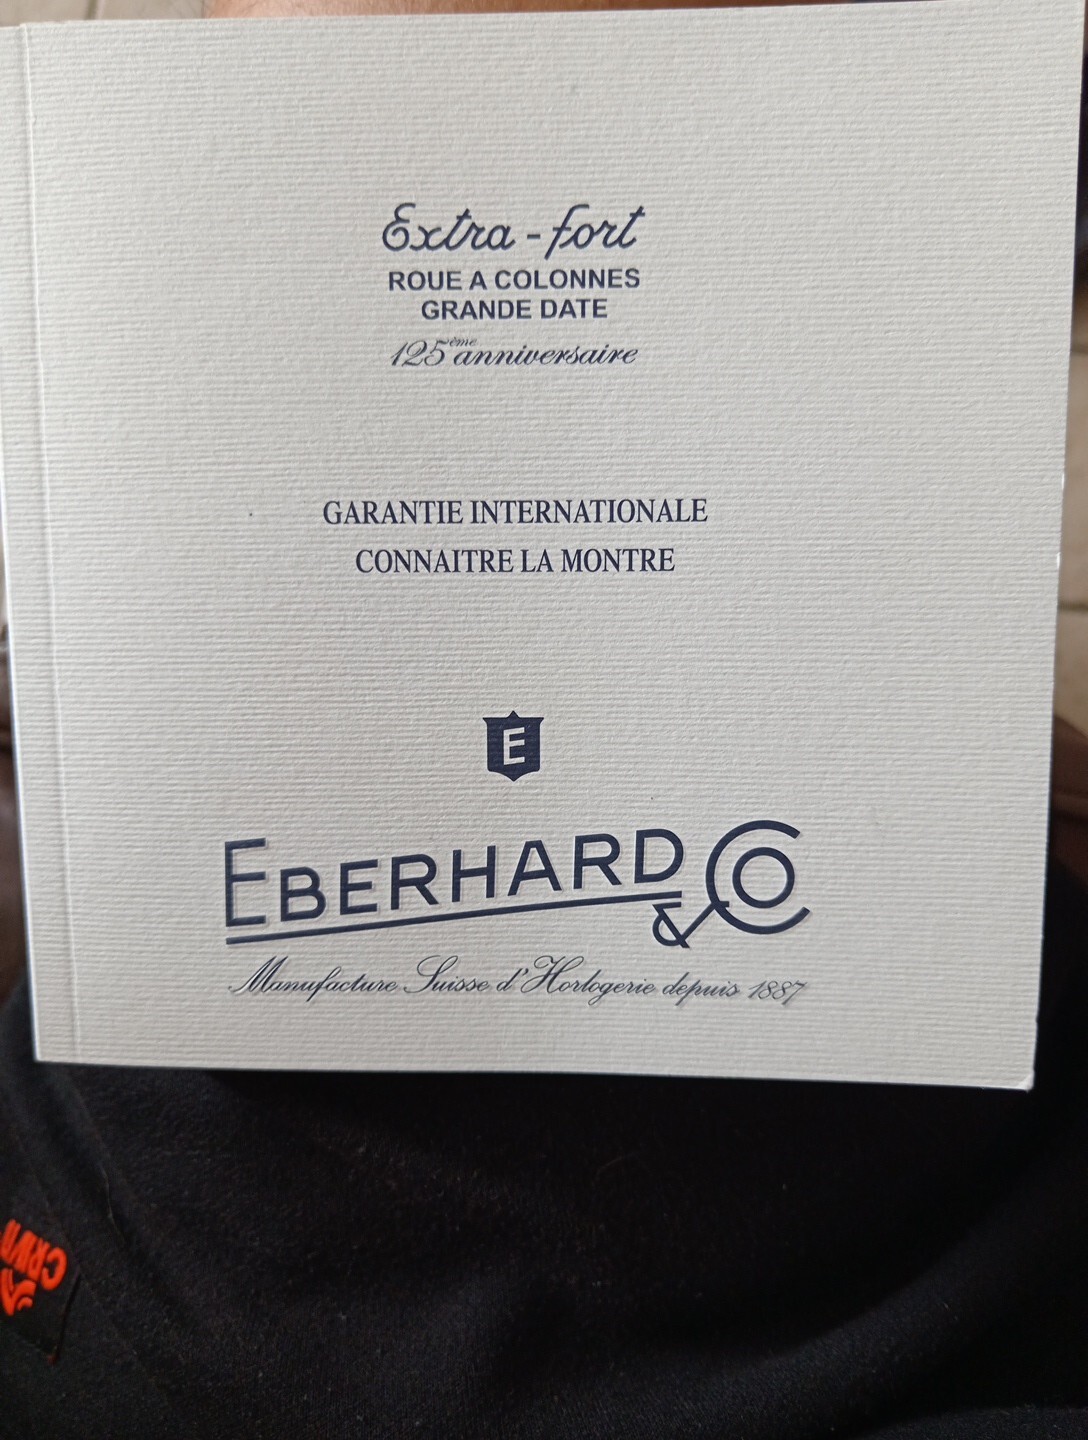 Extra-fort
ROUE A COLONNES
GRANDE DATE
125ème anniversaire
GARANTIE INTERNATIONALE
CONNAITRE LA MONTRE
E
EBERHARD & CO
Manufacture Suisse d'Horlogerie depuis 1887